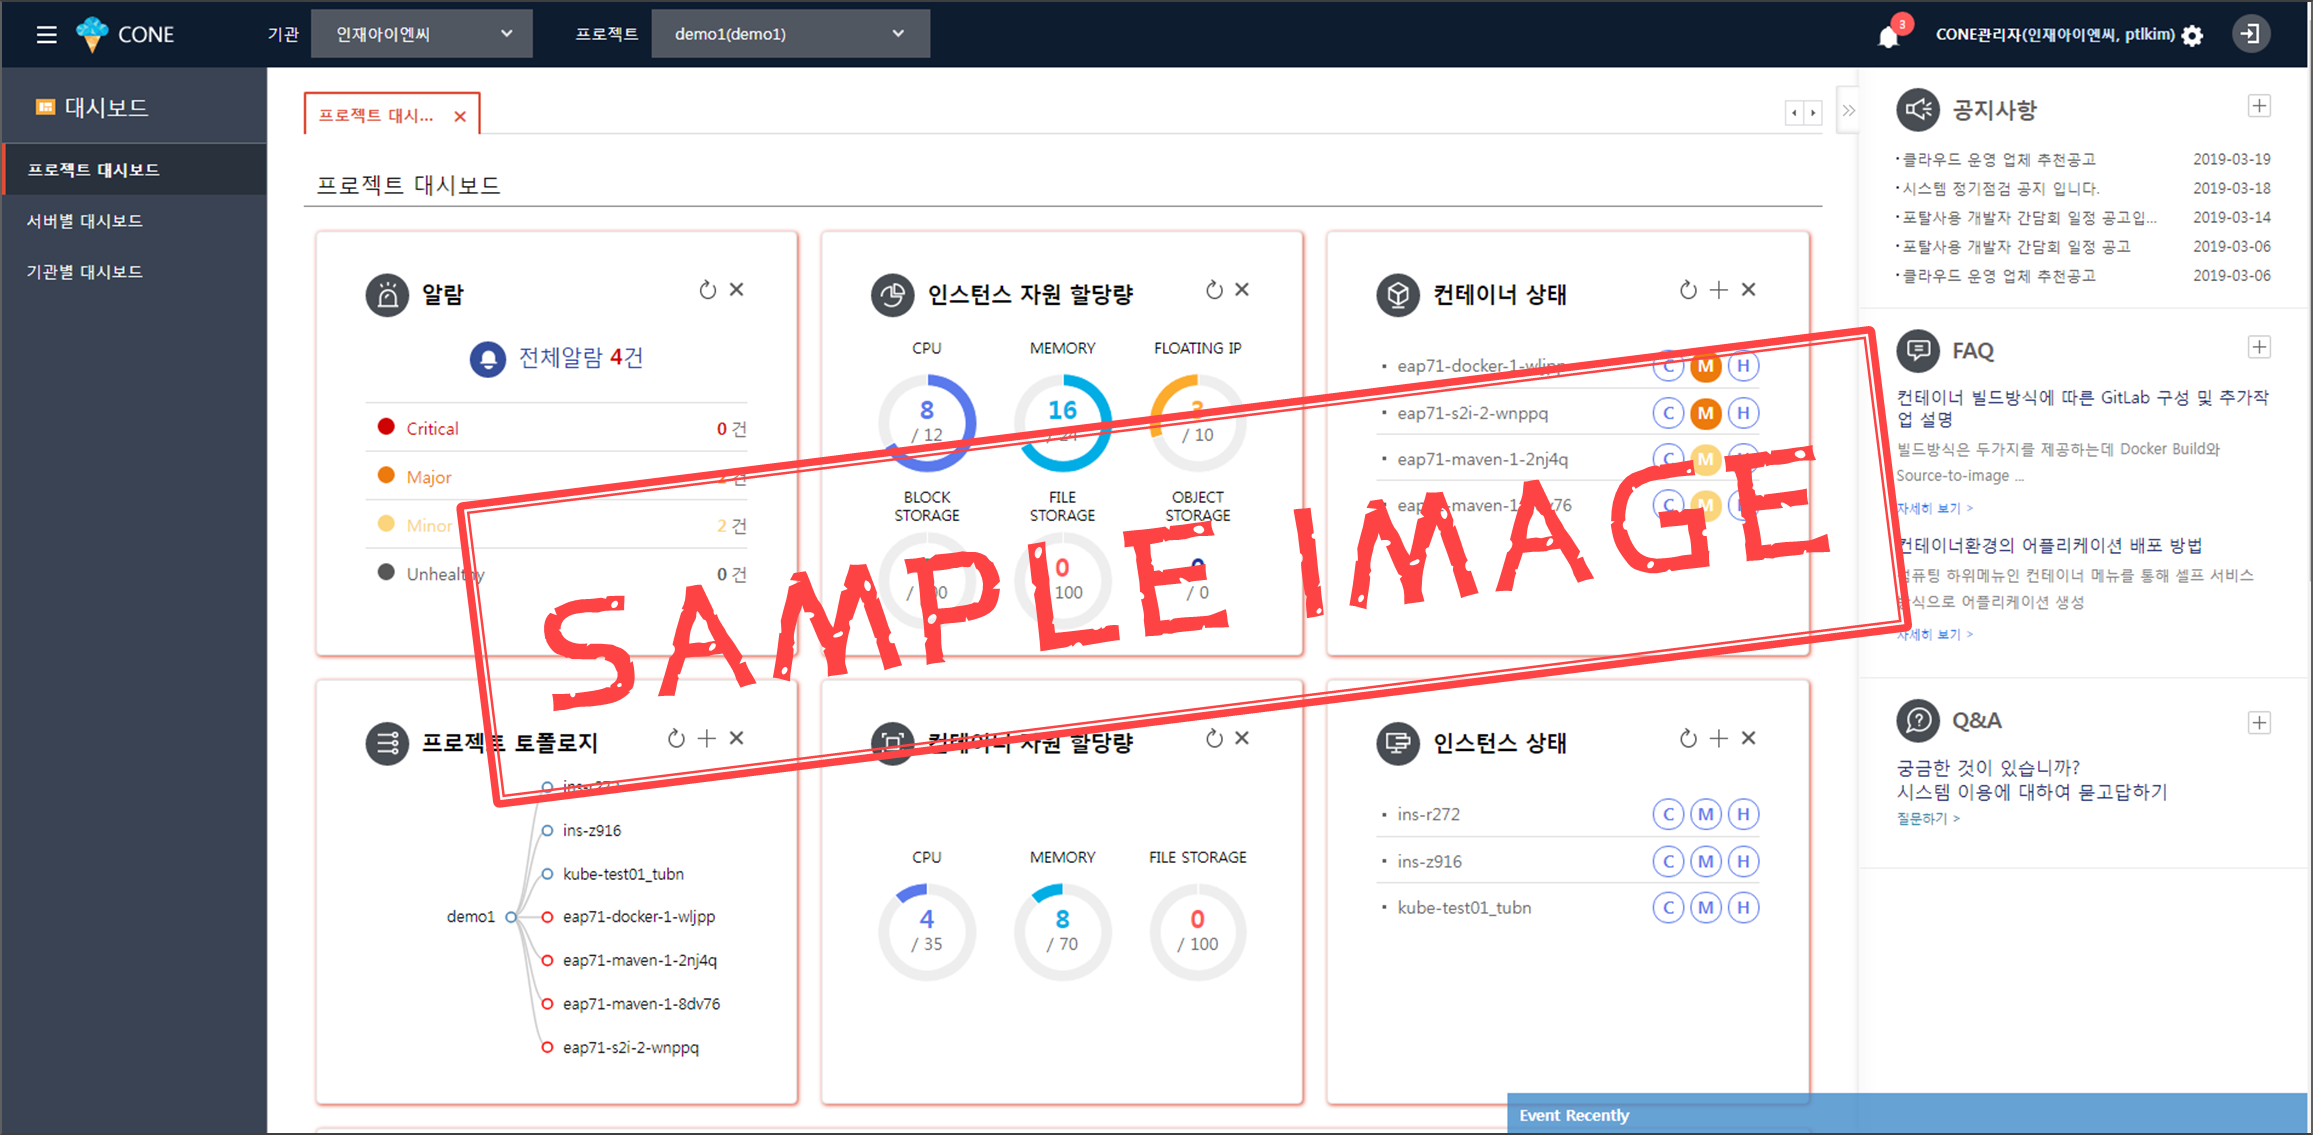 CONE
기관
인재아이엔씨
프로젝트
demo1(demo1)
3
CONE관리자(인재아이엔씨, ptlkim)
대시보드
프로젝트 대시보드
서버별 대시보드
기관별 대시보드
프로젝트 대시...
프로젝트 대시보드
알람
전체알람 4건
Critical 0 건
Major 2 건
Minor 2 건
Unhealthy 0 건
인스턴스 자원 할당량
CPU MEMORY FLOATING IP
8 16 3
/ 12 / 24 / 10
BLOCK STORAGE
FILE STORAGE
OBJECT STORAGE
0 0
100 / 0
컨테이너 상태
eap71-docker-1-wljpp C M H
eap71-s2i-2-wnppq C M H
eap71-maven-1-2nj4q C M H
eap71-maven-1-8dv76 C M H
SAMPLE IMAGE
프로젝트 토폴로지
demo1
ins-r272
ins-z916
kube-test01_tubn
eap71-docker-1-wljpp
eap71-maven-1-2nj4q
eap71-maven-1-8dv76
eap71-s2i-2-wnppq
컨테이너 자원 할당량
CPU MEMORY FILE STORAGE
4 8 0
/ 35 / 70 / 100
인스턴스 상태
ins-r272 C M H
ins-z916 C M H
kube-test01_tubn C M H
공지사항
클라우드 운영 업체 추천공고 2019-03-19
시스템 정기점검 공지 입니다. 2019-03-18
포탈사용 개발자 간담회 일정 공고입... 2019-03-14
포탈사용 개발자 간담회 일정 공고 2019-03-06
클라우드 운영 업체 추천공고 2019-03-06
FAQ
컨테이너 빌드방식에 따른 GitLab 구성 및 추가작
업 설명
빌드방식은 두가지를 제공하는데 Docker Build와
Source-to-image ...
자세히 보기 >
컨테이너환경의 어플리케이션 배포 방법
컴퓨팅 하위메뉴인 컨테이너 메뉴를 통해 셀프 서비스
방식으로 어플리케이션 생성
자세히 보기 >
Q&A
궁금한 것이 있습니까?
시스템 이용에 대하여 묻고답하기
질문하기 >
Event Recently